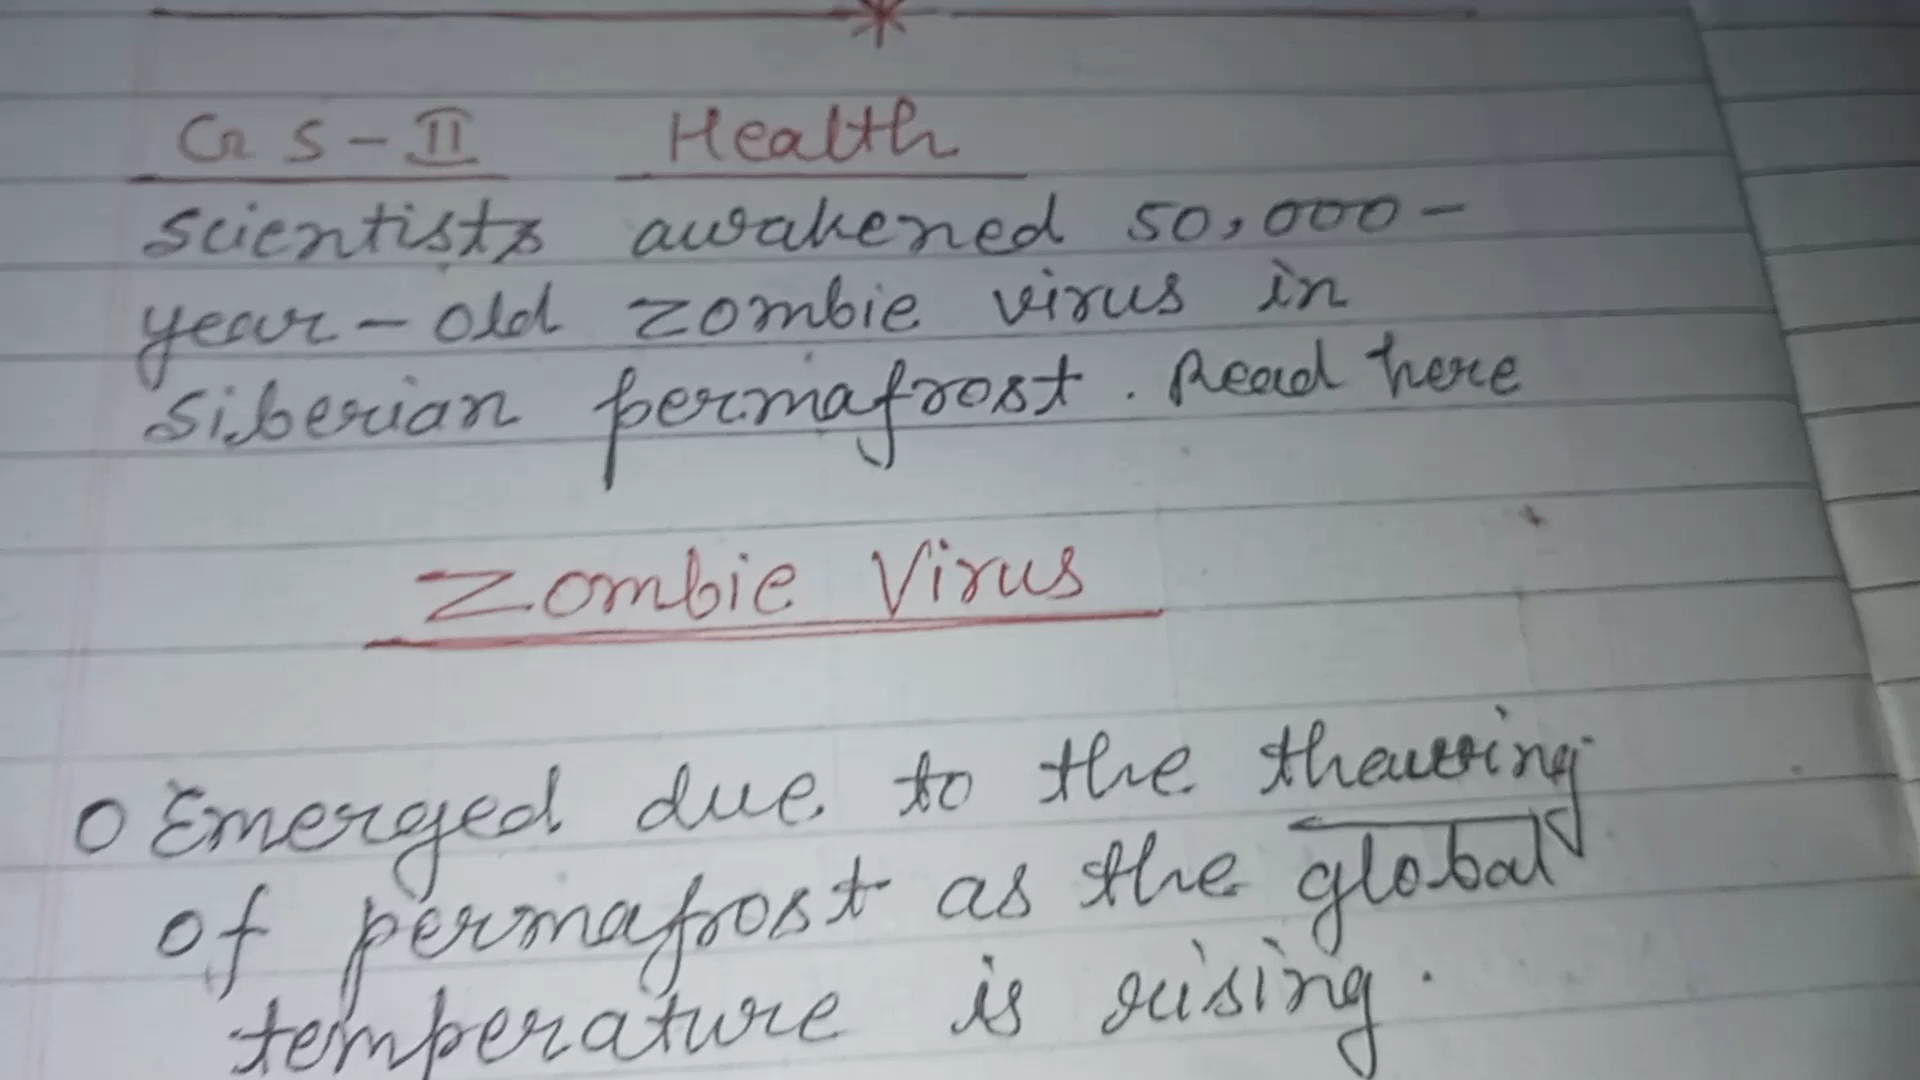 GS-II Health
scientists awakened 50,000-
year-old zombie virus in
siberian permafrost. Read here
Zombie Virus
O Emerged due to the thawing
of permafrost as the global
temperature is rising.